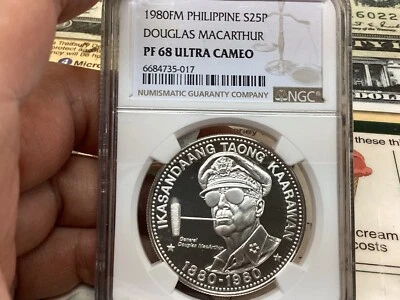 1980FM PHILIPPINE S25P
DOUGLAS MACARTHUR
PF 68 ULTRA CAMEO
6684735-017
NUMISMATIC GUARANTY COMPANY
NGC
IKASANDAANG TAONG KAARAWAN
General
Douglas MacArthur
1880-1980
these
cream
costs